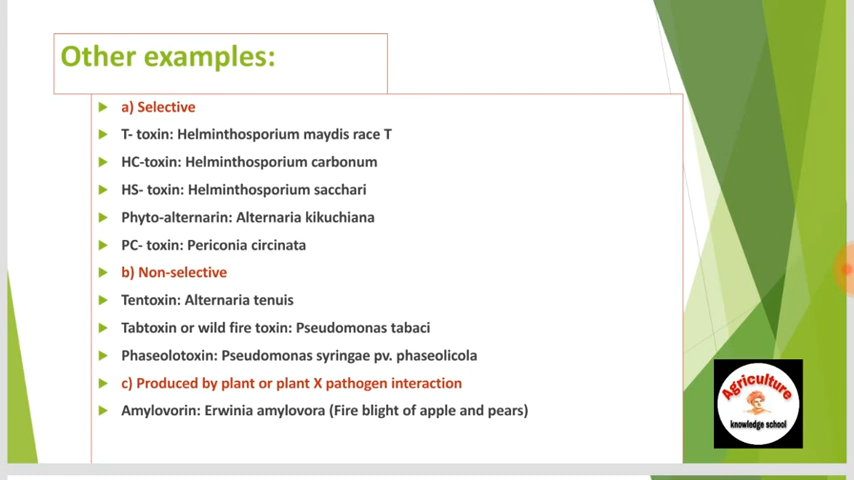 Other examples:
a) Selective
T- toxin: Helminthosporium maydis race T
HC-toxin: Helminthosporium carbonum
HS- toxin: Helminthosporium sacchari
Phyto-alternarin: Alternaria kikuchiana
PC- toxin: Periconia circinata
b) Non-selective
Tentoxin: Alternaria tenuis
Tabtoxin or wild fire toxin: Pseudomonas tabaci
Phaseolotoxin: Pseudomonas syringae pv. phaseolicola
c) Produced by plant or plant X pathogen interaction
Amylovorin: Erwinia amylovora (Fire blight of apple and pears)
Agriculture
knowledge school